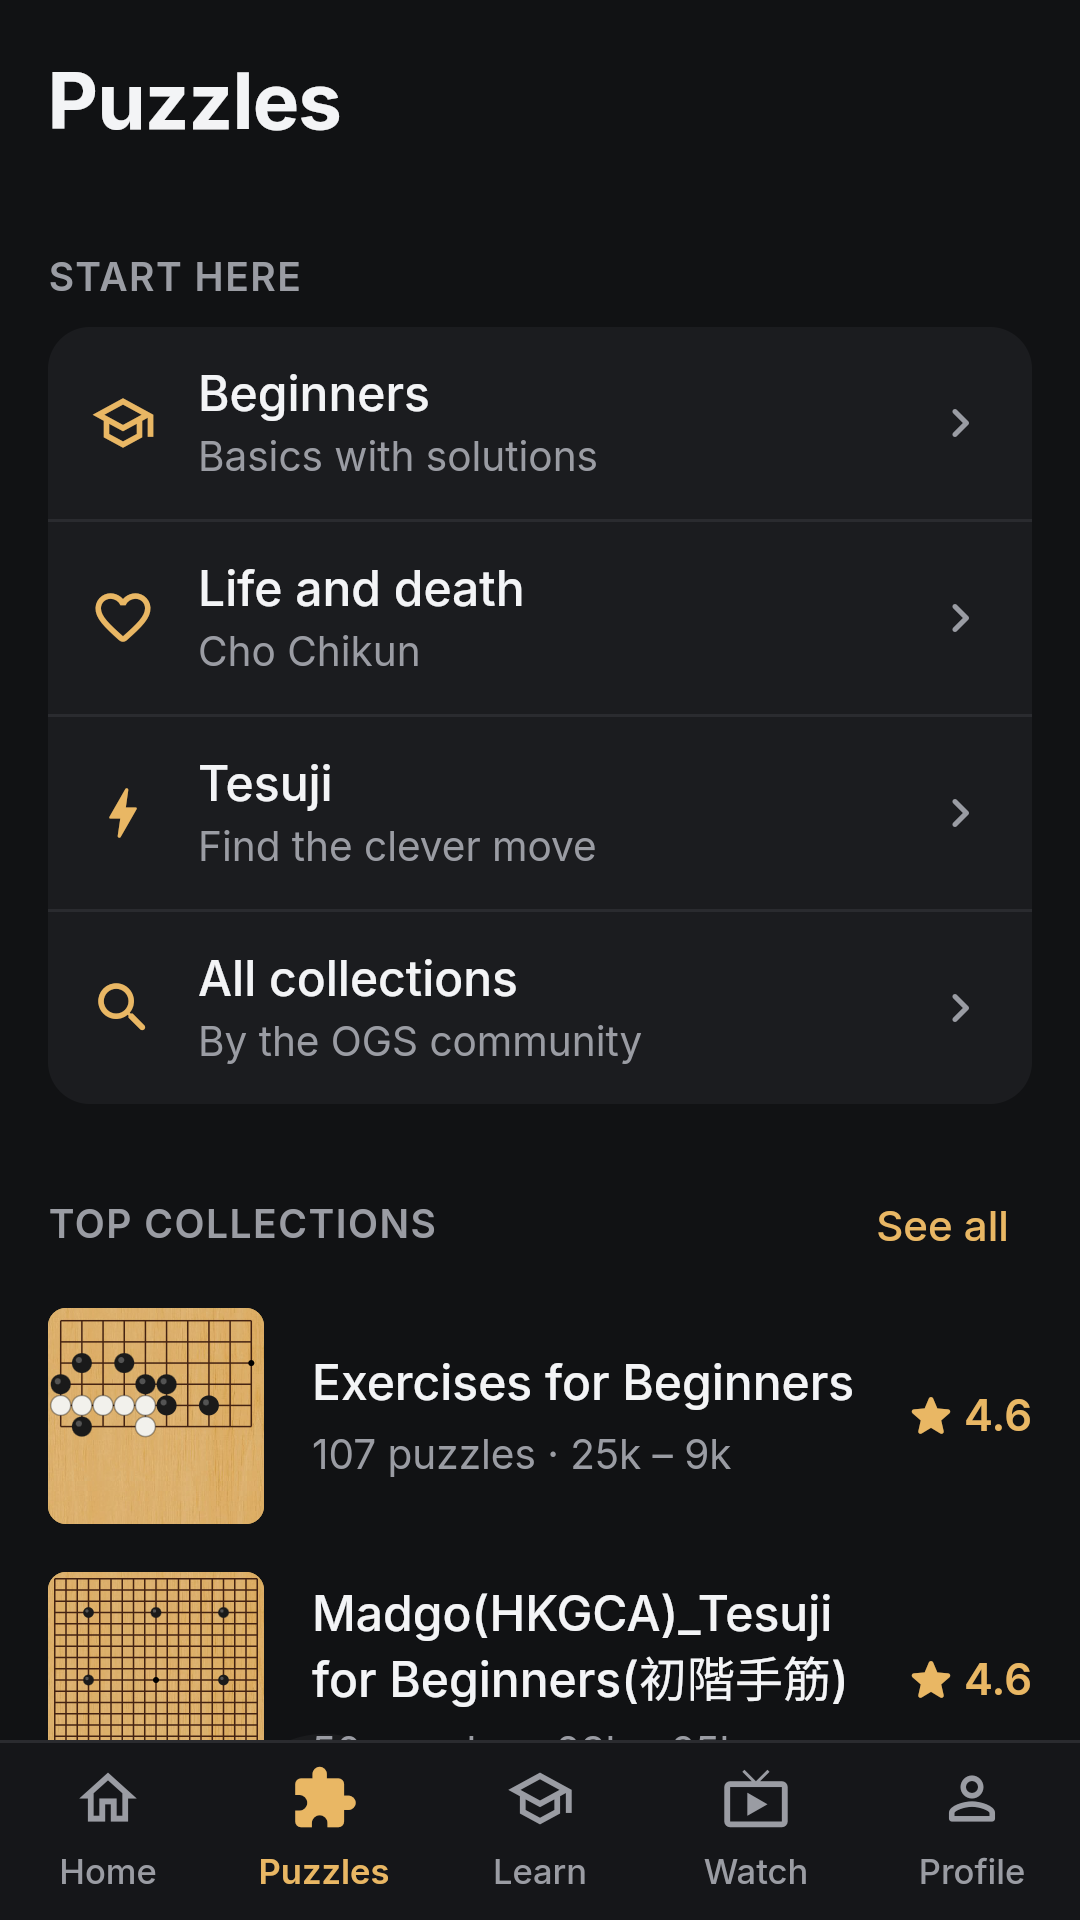 Puzzles
START HERE
Beginners
Basics with solutions
Life and death
Cho Chikun
Tesuji
Find the clever move
All collections
By the OGS community
TOP COLLECTIONS
See all
Exercises for Beginners
107 puzzles · 25k – 9k
4.6
Madgo(HKGCA)_Tesuji
for Beginners(初階手筋)
4.6
Home
Puzzles
Learn
Watch
Profile